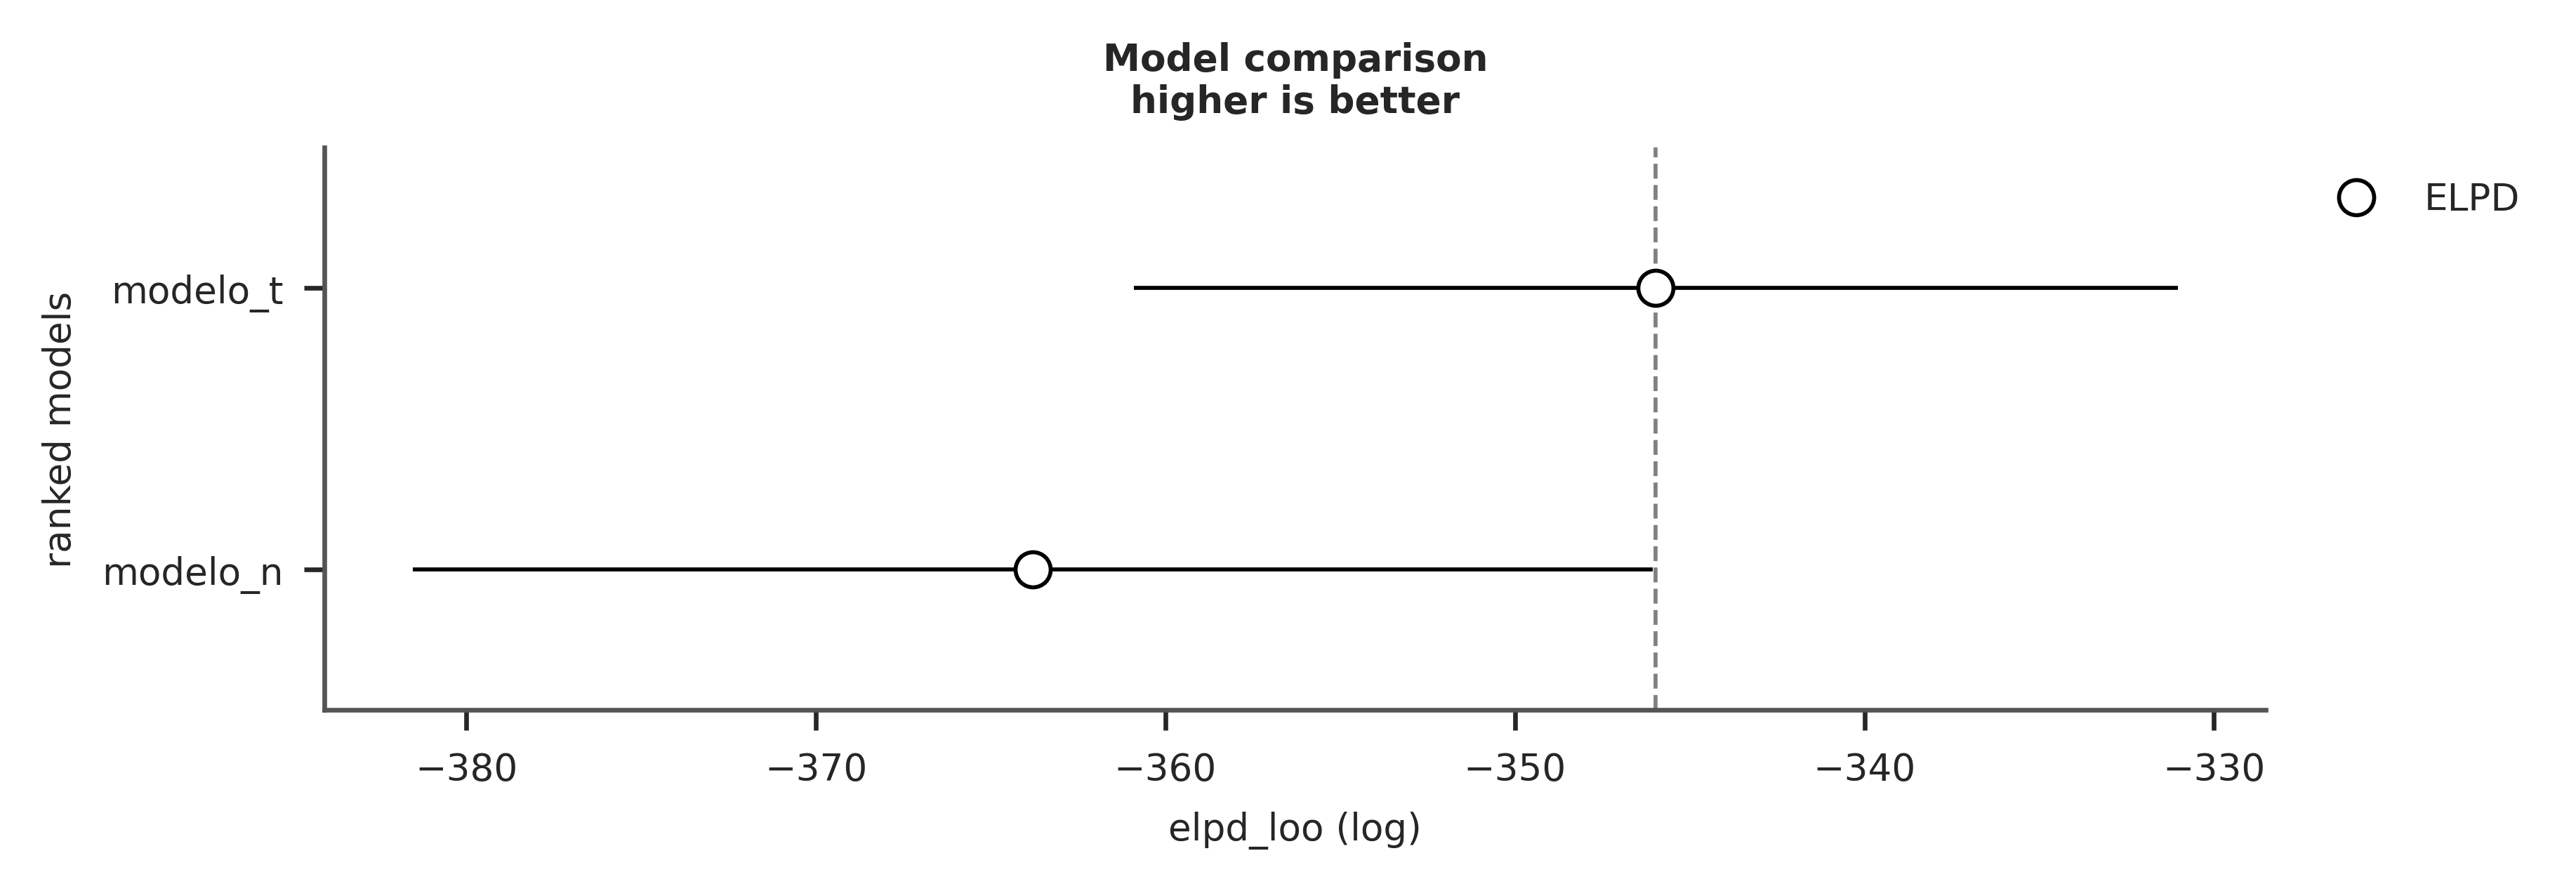 Model comparison
higher is better
ELPD
ranked models
modelo_t
modelo_n
−380
−370
−360
−350
−340
−330
elpd_loo (log)